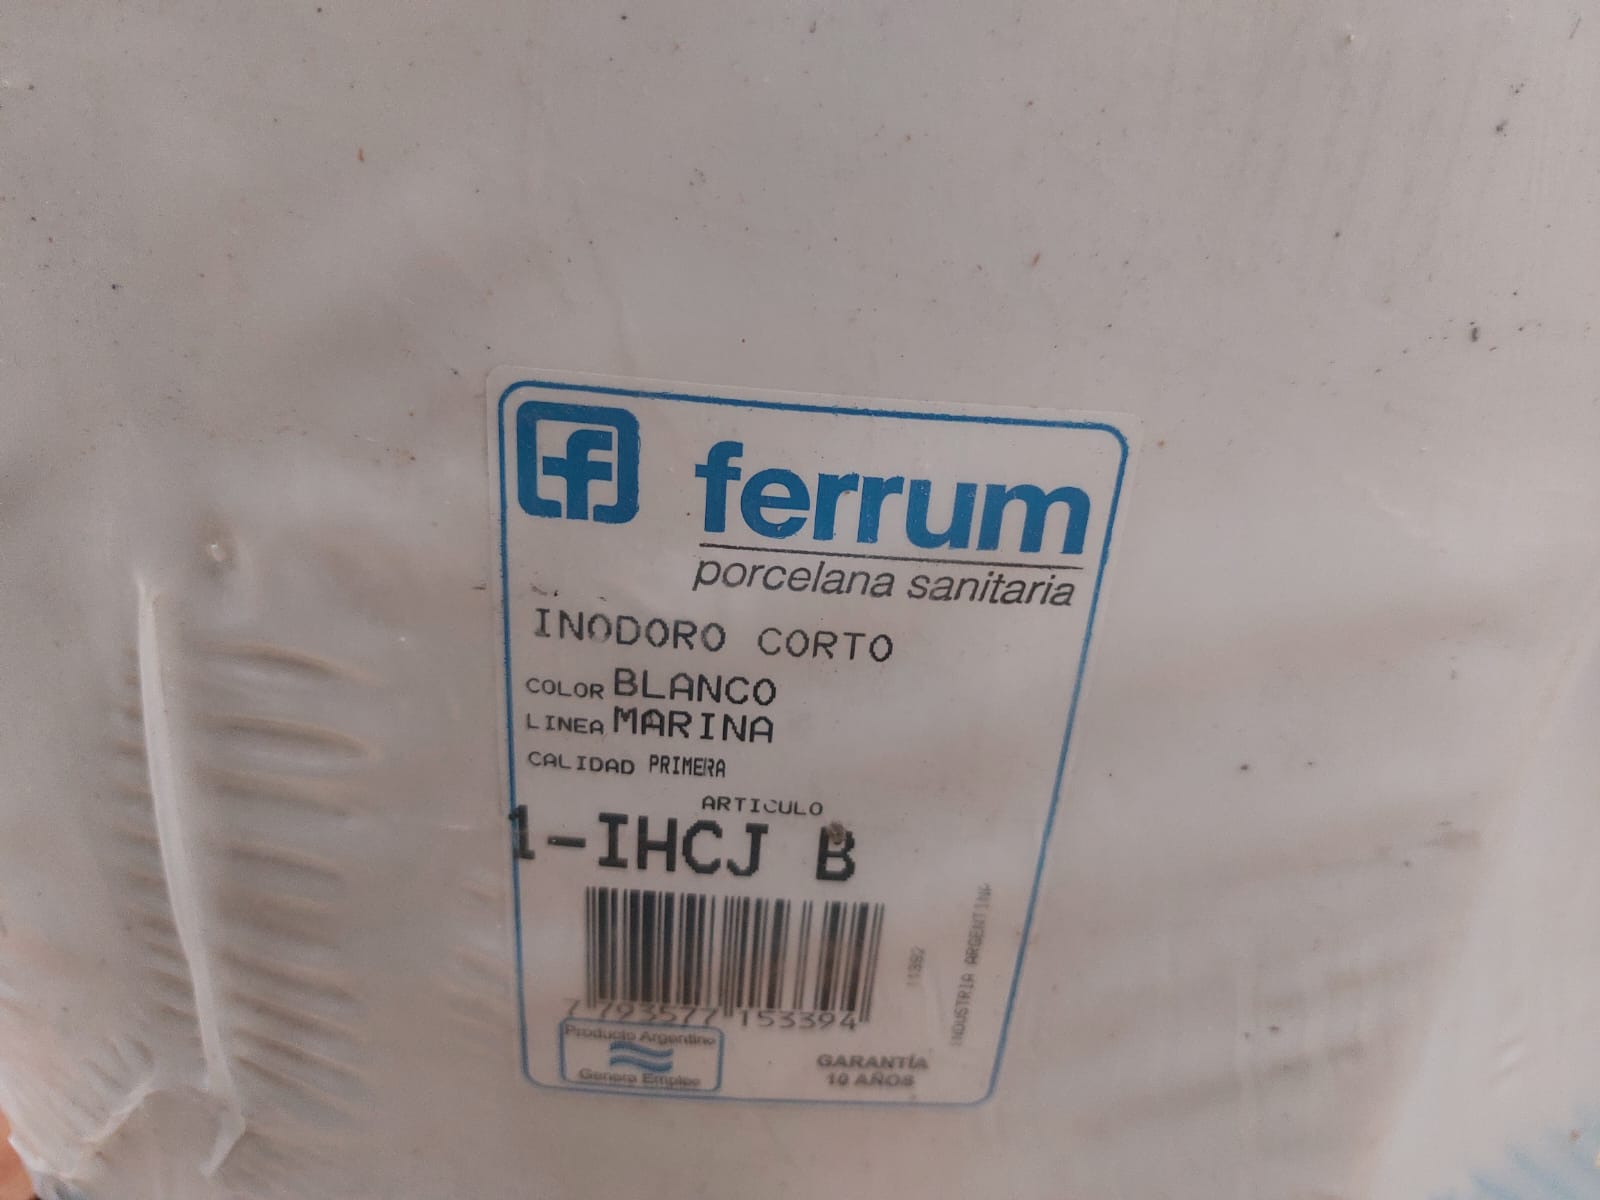 ferrum
porcelana sanitaria
INODORO CORTO
COLOR BLANCO
LINEA MARINA
CALIDAD PRIMERA
ARTICULO
1-IHCJ B
7 793577 153394
INDUSTRIA ARGENTINA
Producto Argentino
Genera Empleo
GARANTÍA
10 AÑOS